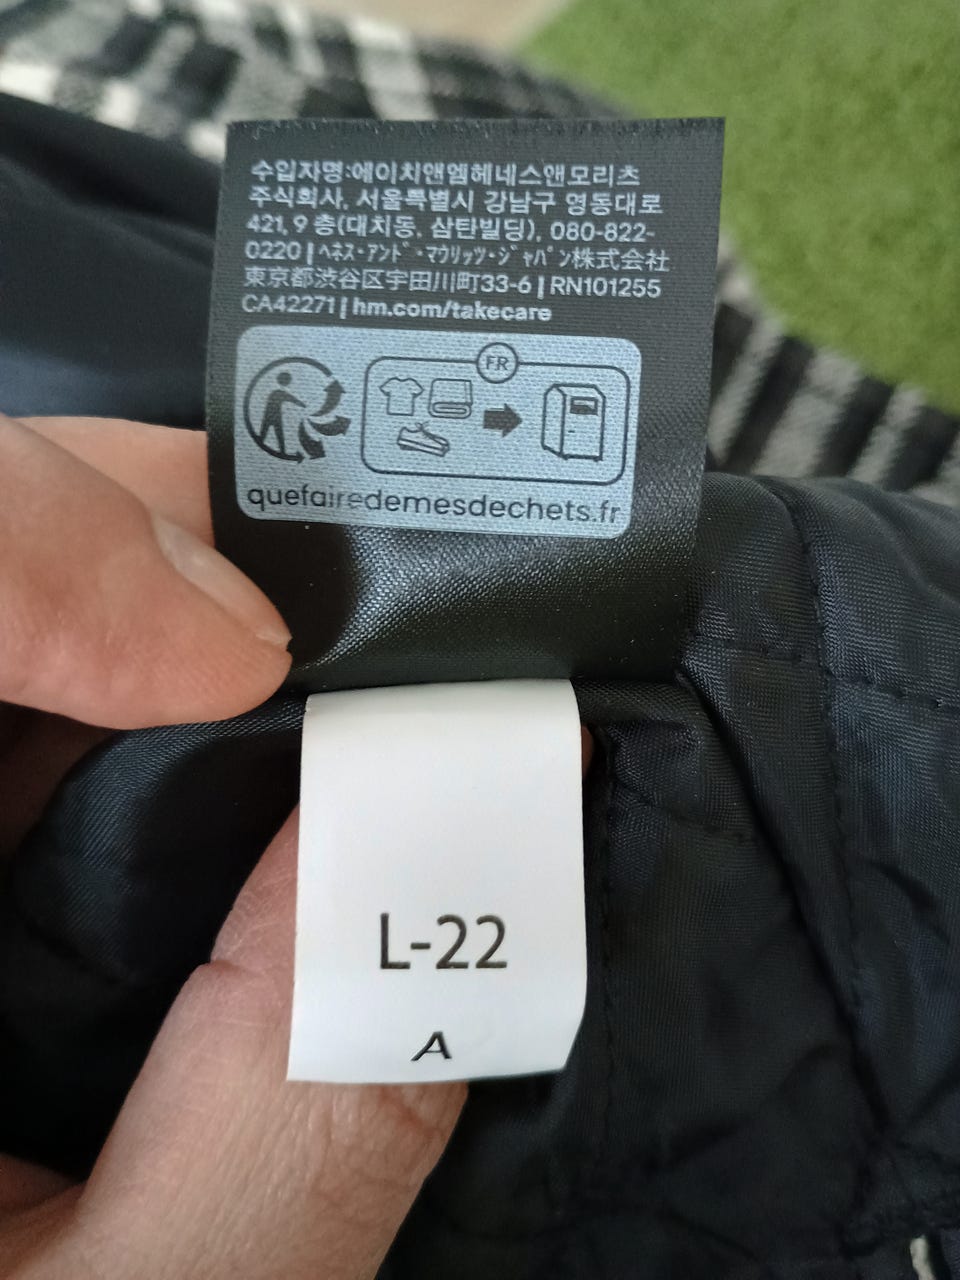 수입자명:에이치앤엠헤네스앤모리츠
주식회사, 서울특별시 강남구 영동대로
421, 9 층(대치동, 삼탄빌딩), 080-822-
0220 | ﾍﾈｽ･ｱﾝﾄﾞ･ﾏｳﾘｯﾂ･ｼﾞｬﾊﾟﾝ株式会社
東京都渋谷区宇田川町33-6 | RN101255
CA42271 | hm.com/takecare
FR
quefairedemesdechets.fr
L-22
A